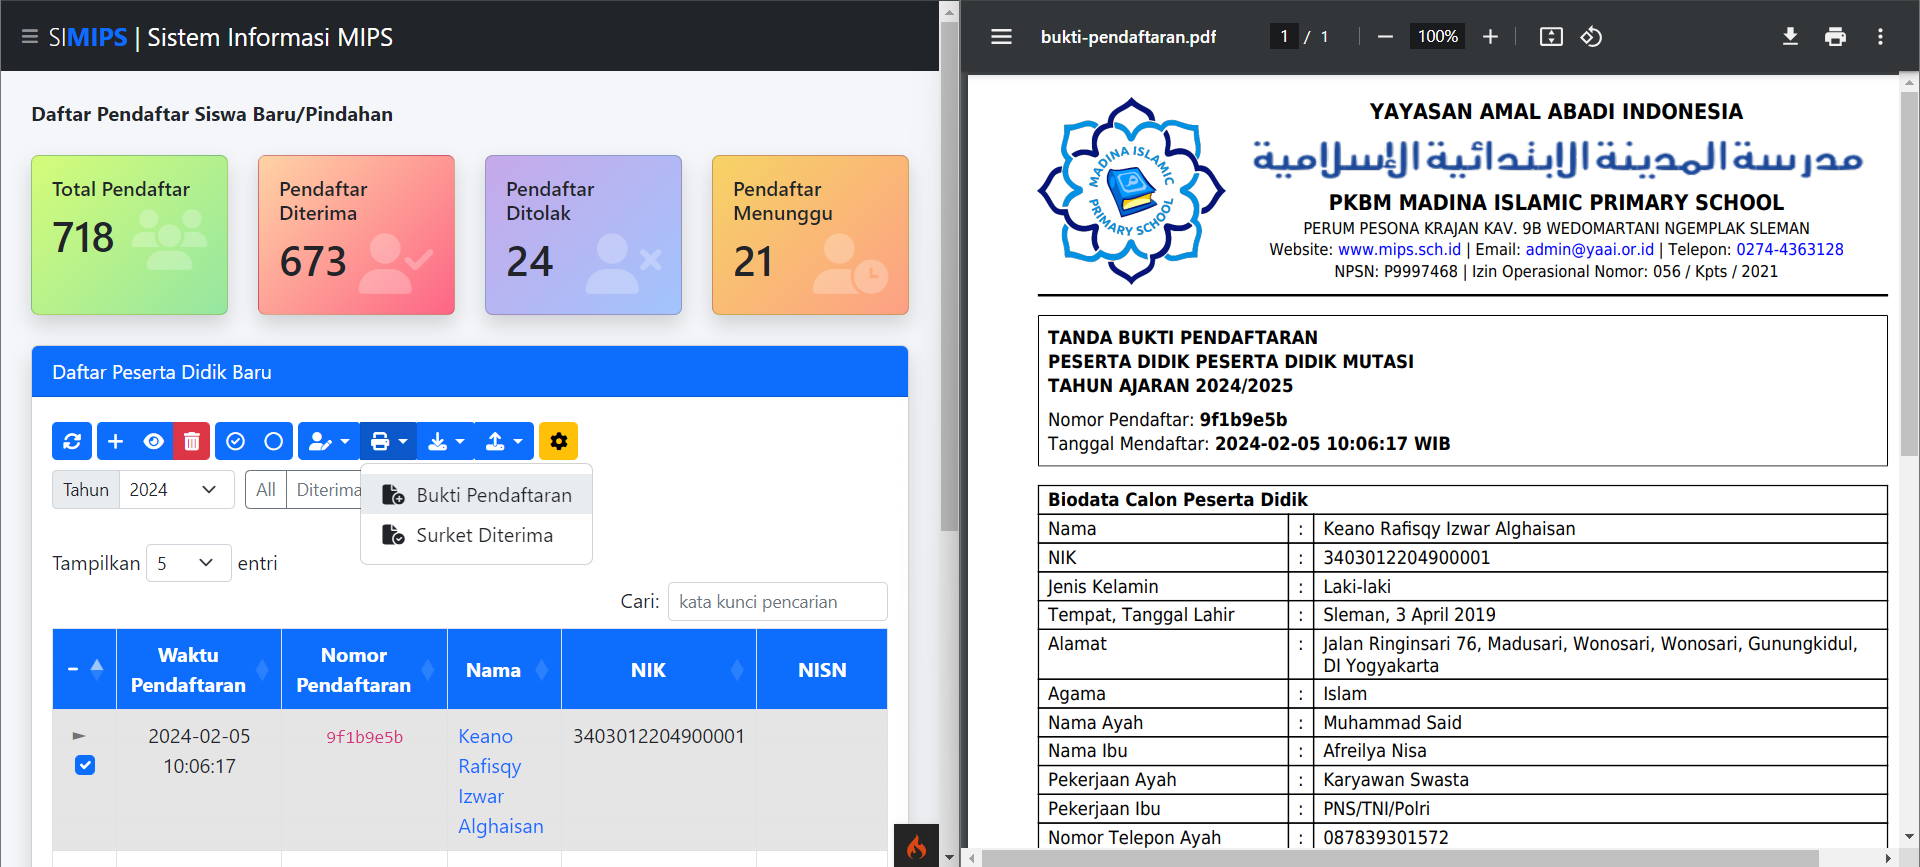 SIMIPS | Sistem Informasi MIPS
Daftar Pendaftar Siswa Baru/Pindahan
Total Pendaftar
718
Pendaftar
Diterima
673
Pendaftar
Ditolak
24
Pendaftar
Menunggu
21
Daftar Peserta Didik Baru
Tahun
2024
All
Diterima
Bukti Pendaftaran
Surket Diterima
Tampilkan 5 entri
Cari: kata kunci pencarian
Waktu
Pendaftaran
Nomor
Pendaftaran
Nama
NIK
NISN
2024-02-05
10:06:17
9f1b9e5b
Keano
Rafisqy
Izwar
Alghaisan
3403012204900001
bukti-pendaftaran.pdf
1 / 1
100%
MADINA ISLAMIC
PRIMARY SCHOOL
YAYASAN AMAL ABADI INDONESIA
مدرسة المدينة الإبتدائية الإسلامية
PKBM MADINA ISLAMIC PRIMARY SCHOOL
PERUM PESONA KRAJAN KAV. 9B WEDOMARTANI NGEMPLAK SLEMAN
Website: www.mips.sch.id | Email: admin@yaai.or.id | Telepon: 0274-4363128
NPSN: P9997468 | Izin Operasional Nomor: 056 / Kpts / 2021
TANDA BUKTI PENDAFTARAN
PESERTA DIDIK PESERTA DIDIK MUTASI
TAHUN AJARAN 2024/2025
Nomor Pendaftar: 9f1b9e5b
Tanggal Mendaftar: 2024-02-05 10:06:17 WIB
Biodata Calon Peserta Didik
Nama : Keano Rafisqy Izwar Alghaisan
NIK : 3403012204900001
Jenis Kelamin : Laki-laki
Tempat, Tanggal Lahir : Sleman, 3 April 2019
Alamat : Jalan Ringinsari 76, Madusari, Wonosari, Wonosari, Gunungkidul,
DI Yogyakarta
Agama : Islam
Nama Ayah : Muhammad Said
Nama Ibu : Afreilya Nisa
Pekerjaan Ayah : Karyawan Swasta
Pekerjaan Ibu : PNS/TNI/Polri
Nomor Telepon Ayah : 087839301572